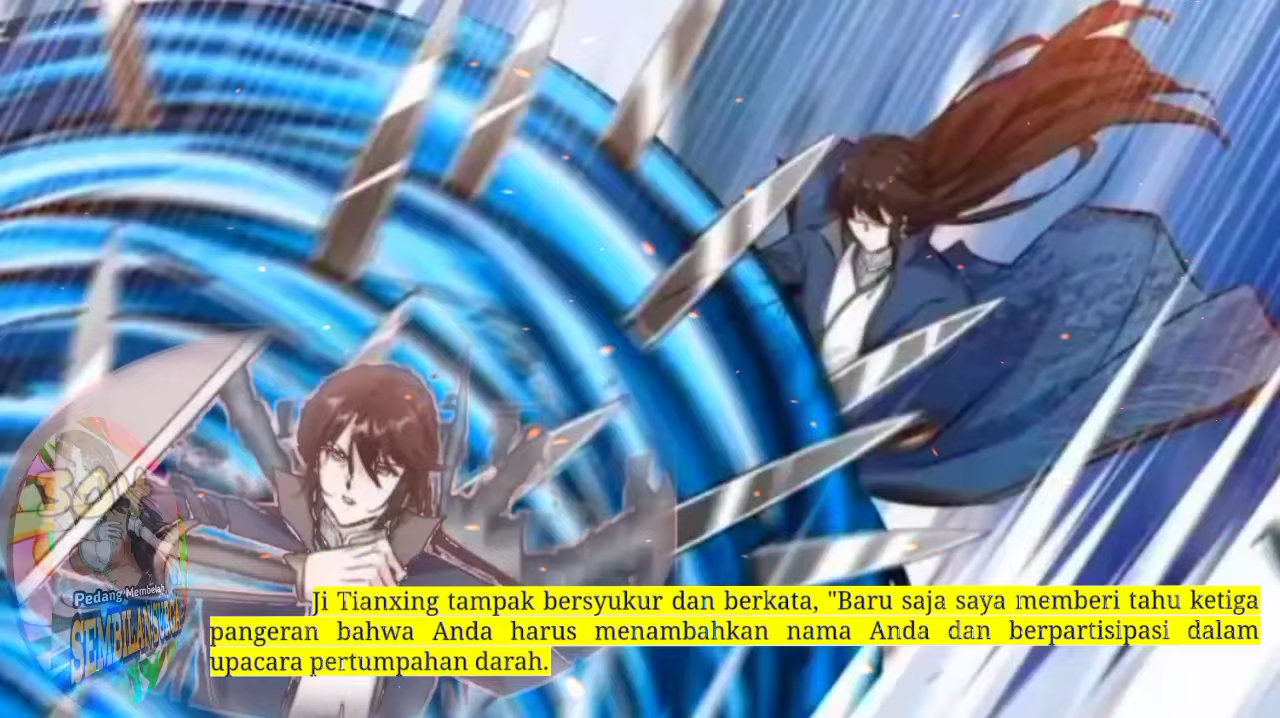 Ji Tianxing tampak bersyukur dan berkata, "Baru saja saya memberi tahu ketiga
pangeran bahwa Anda harus menambahkan nama Anda dan berpartisipasi dalam
upacara pertumpahan darah.
Pedang Membelah
SEMBILAN SURGA